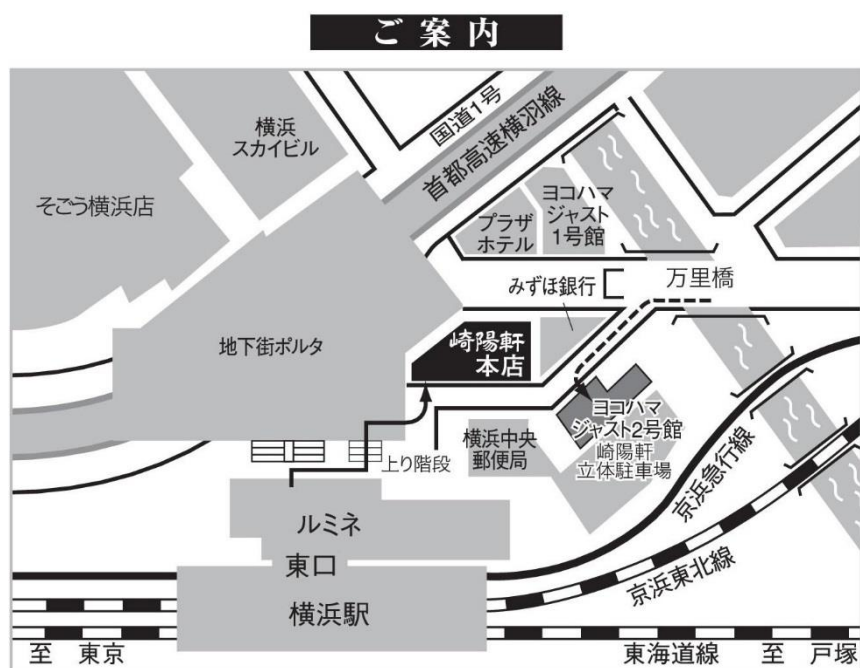 ご案内
国道1号
首都高速横羽線
横浜
スカイビル
そごう横浜店
ヨコハマ
ジャスト
1号館
プラザ
ホテル
みずほ銀行
万里橋
地下街ポルタ
崎陽軒
本店
ヨコハマ
ジャスト2号館
崎陽軒
立体駐車場
横浜中央
郵便局
上り階段
京浜急行線
京浜東北線
ルミネ
東口
横浜駅
至 東京
東海道線 至 戸塚